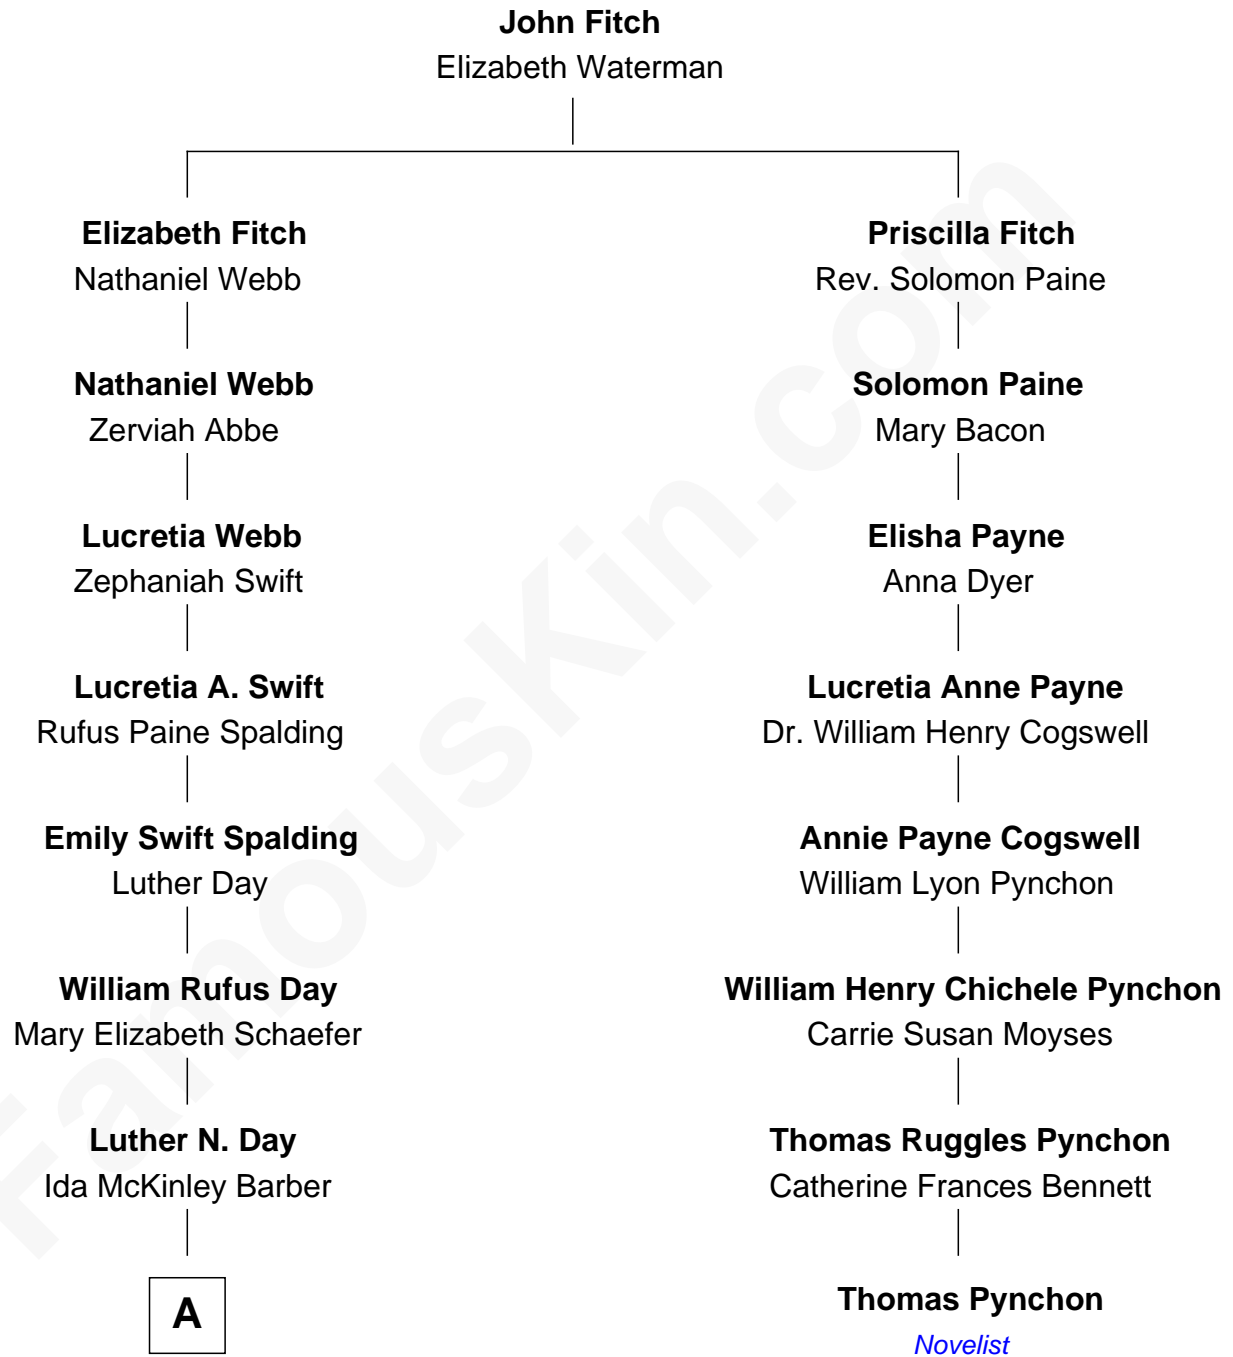 John Fitch
Elizabeth Waterman
Elizabeth Fitch
Nathaniel Webb
Priscilla Fitch
Rev. Solomon Paine
Nathaniel Webb
Zerviah Abbe
Solomon Paine
Mary Bacon
Lucretia Webb
Zephaniah Swift
Elisha Payne
Anna Dyer
Lucretia A. Swift
Rufus Paine Spalding
Lucretia Anne Payne
Dr. William Henry Cogswell
Emily Swift Spalding
Luther Day
Annie Payne Cogswell
William Lyon Pynchon
William Rufus Day
Mary Elizabeth Schaefer
William Henry Chichele Pynchon
Carrie Susan Moyses
Luther N. Day
Ida McKinley Barber
Thomas Ruggles Pynchon
Catherine Frances Bennett
A
Thomas Pynchon
Novelist
FamousKin.com